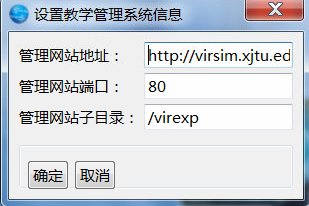 设置教学管理系统信息
管理网站地址： http://virsim.xjtu.ed
管理网站端口： 80
管理网站子目录： /virexp
确定 取消